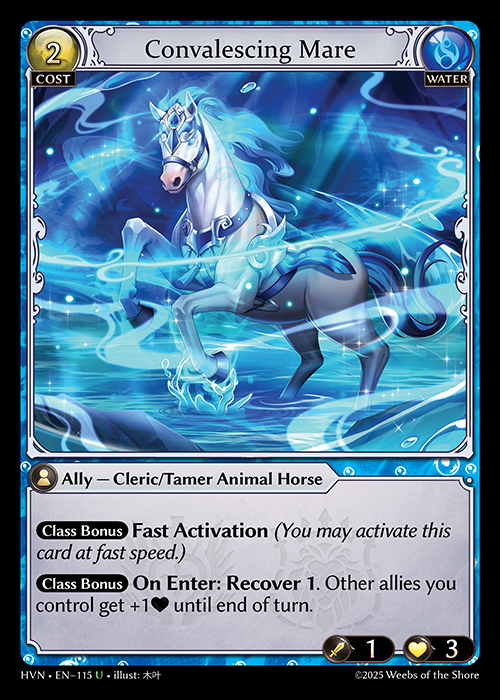 2
Convalescing Mare
COST
WATER
Ally — Cleric/Tamer Animal Horse
Class Bonus Fast Activation (You may activate this
card at fast speed.)
Class Bonus On Enter: Recover 1. Other allies you
control get +1♥ until end of turn.
1
3
HVN • EN-115 U • illust: 木叶
©2025 Weebs of the Shore